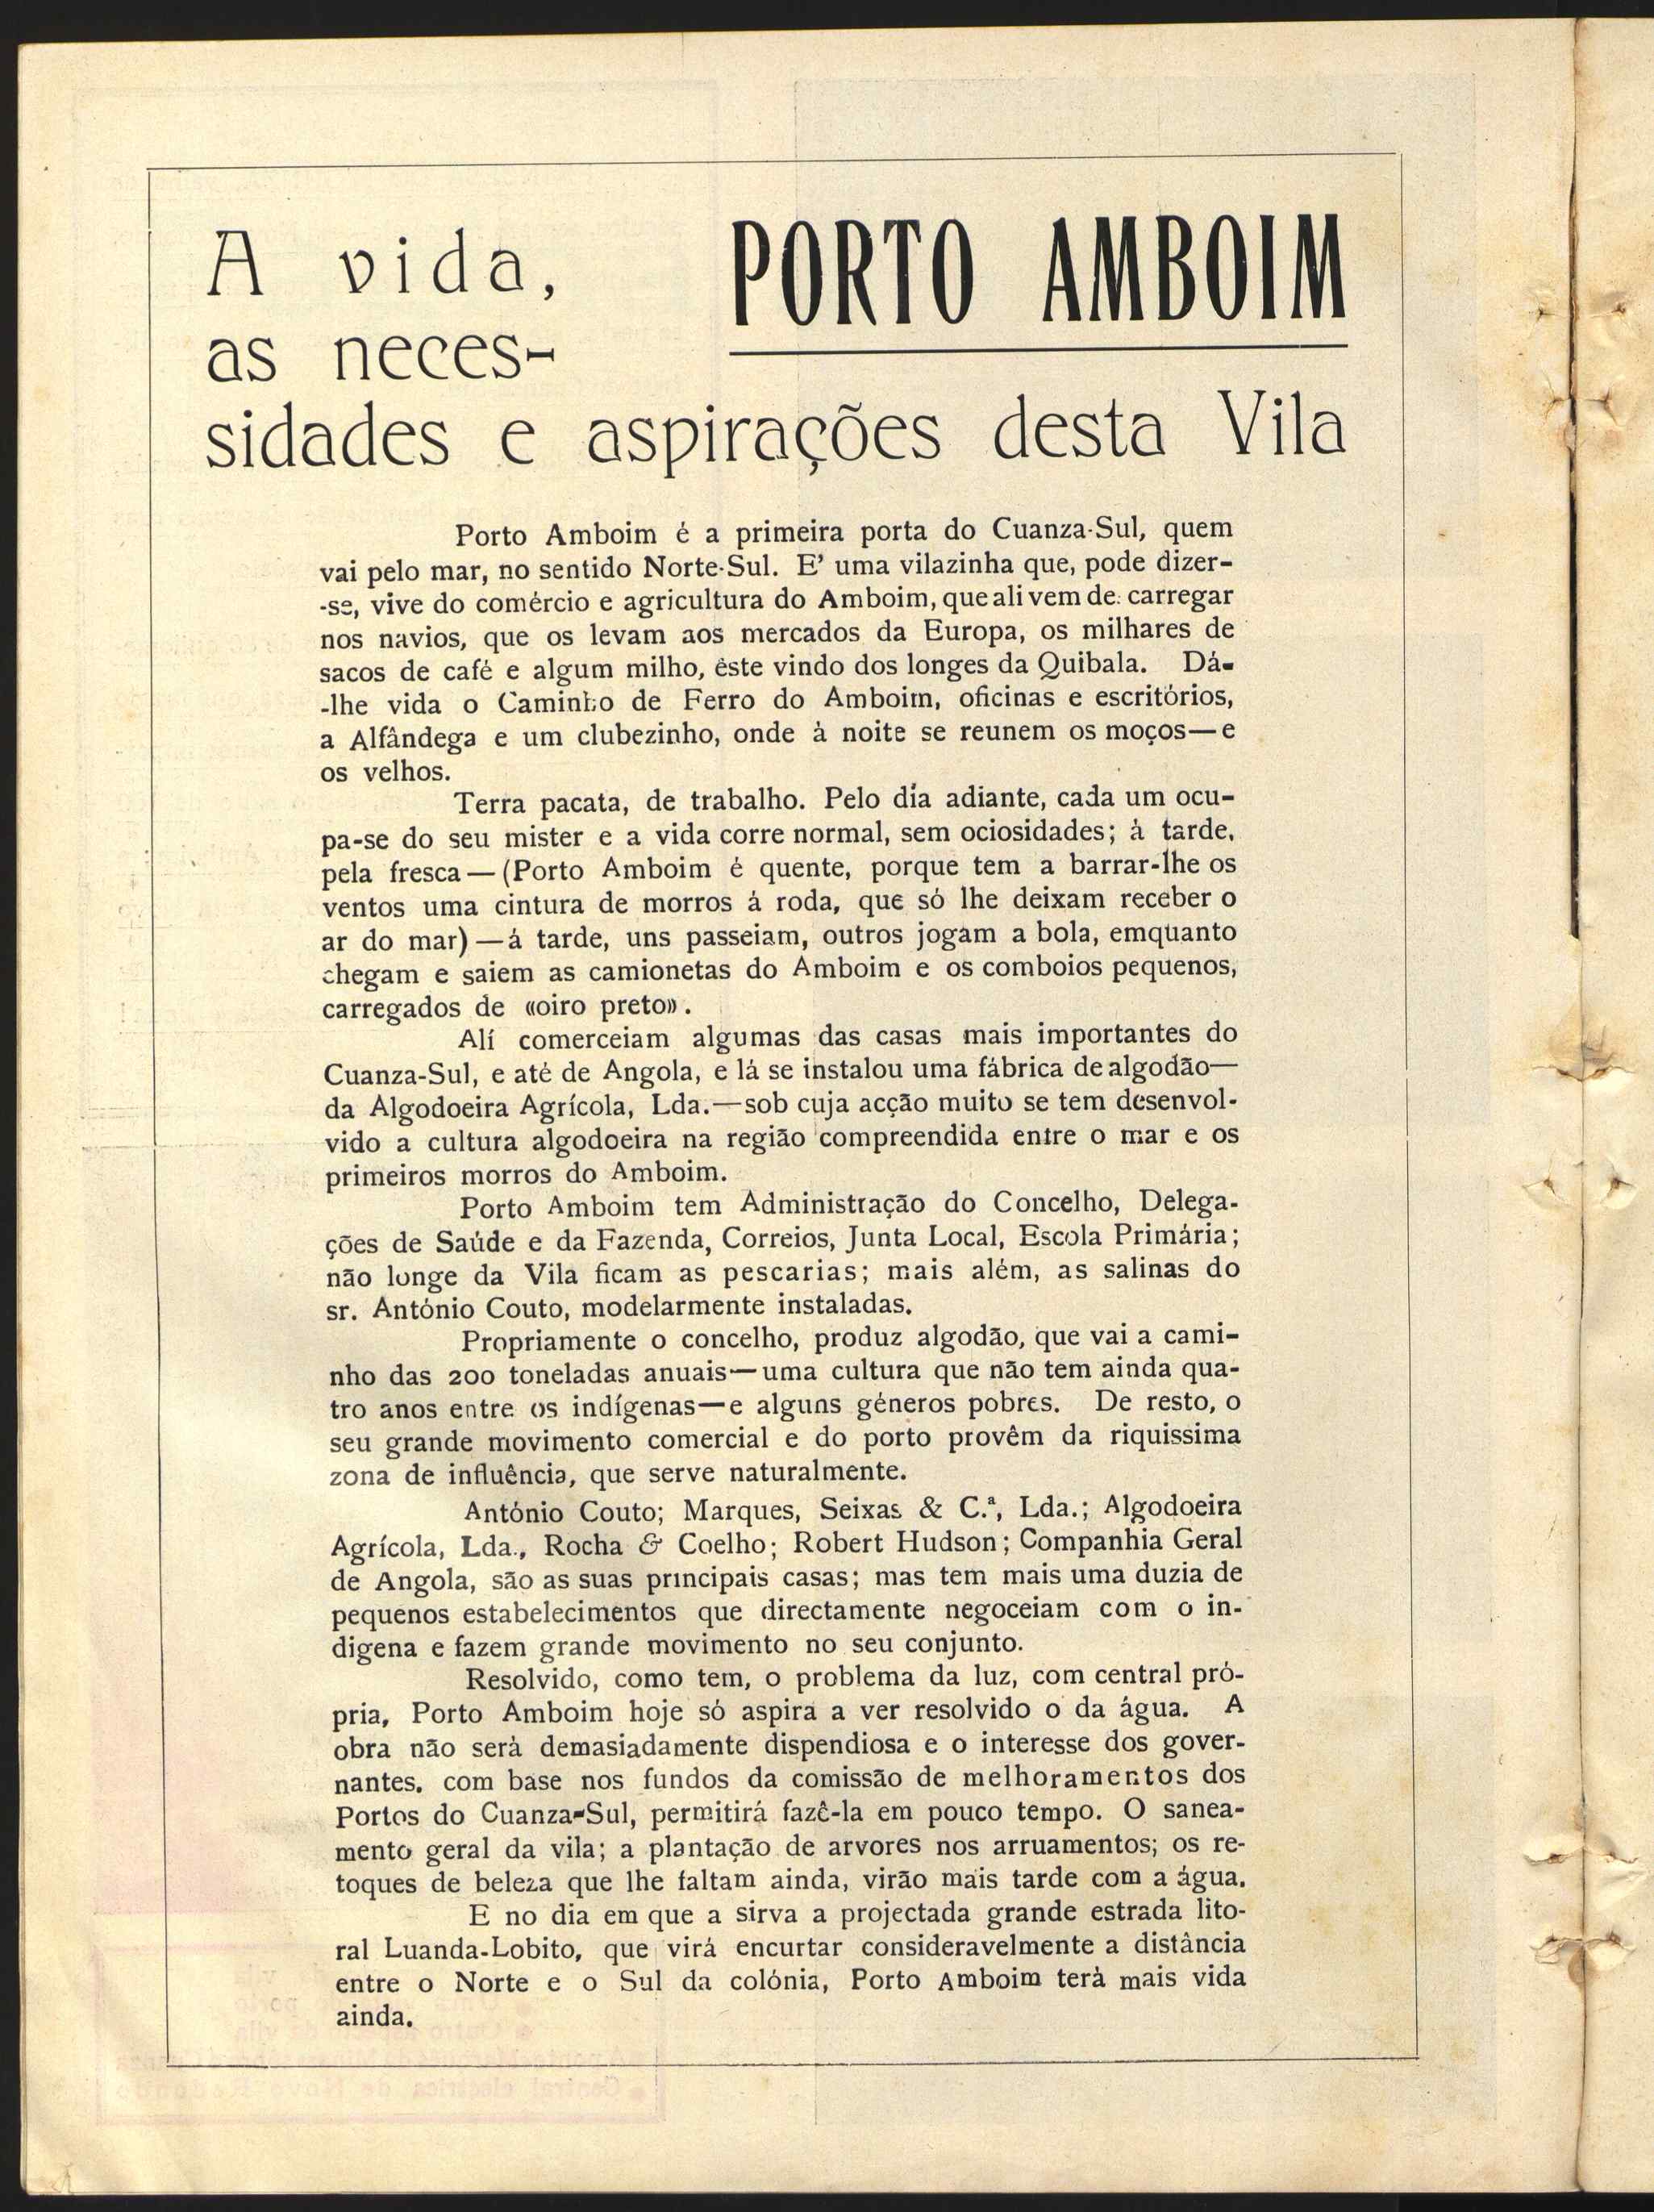 A vida,
as neces-
PORTO AMBOIM
sidades e aspirações desta Vila
Porto Amboim é a primeira porta do Cuanza-Sul, quem
vai pelo mar, no sentido Norte-Sul. E' uma vilazinha que, pode dizer-
-se, vive do comércio e agricultura do Amboim, que ali vem de. carregar
nos navios, que os levam aos mercados da Europa, os milhares de
sacos de café e algum milho, éste vindo dos longes da Quibala. Dá-
-lhe vida o Caminho de Ferro do Amboim, oficinas e escritórios,
a Alfândega e um clubezinho, onde à noite se reunem os moços—e
os velhos.
Terra pacata, de trabalho. Pelo día adiante, cada um ocu-
pa-se do seu mister e a vida corre normal, sem ociosidades; à tarde,
pela fresca — (Porto Amboim é quente, porque tem a barrar-lhe os
ventos uma cintura de morros á roda, que só lhe deixam receber o
ar do mar) — á tarde, uns passeiam, outros jogam a bola, emquanto
chegam e saiem as camionetas do Amboim e os comboios pequenos,
carregados de «oiro preto».
Alí comerceiam algumas das casas mais importantes do
Cuanza-Sul, e até de Angola, e lá se instalou uma fábrica de algodão—
da Algodoeira Agrícola, Lda.—sob cuja acção muito se tem desenvol-
vido a cultura algodoeira na região compreendida entre o mar e os
primeiros morros do Amboim.
Porto Amboim tem Administração do Concelho, Delega-
ções de Saúde e da Fazenda, Correios, Junta Local, Escola Primária;
não longe da Vila ficam as pescarias; mais além, as salinas do
sr. António Couto, modelarmente instaladas.
Propriamente o concelho, produz algodão, que vai a cami-
nho das 200 toneladas anuais—uma cultura que não tem ainda qua-
tro anos entre os indígenas—e alguns géneros pobres. De resto, o
seu grande movimento comercial e do porto provêm da riquissima
zona de influência, que serve naturalmente.
António Couto; Marques, Seixas & C.ª, Lda.; Algodoeira
Agrícola, Lda., Rocha & Coelho; Robert Hudson; Companhia Geral
de Angola, são as suas principais casas; mas tem mais uma duzia de
pequenos estabelecimentos que directamente negoceiam com o in-
digena e fazem grande movimento no seu conjunto.
Resolvido, como tem, o problema da luz, com central pró-
pria, Porto Amboim hoje só aspira a ver resolvido o da água. A
obra não será demasiadamente dispendiosa e o interesse dos gover-
nantes, com base nos fundos da comissão de melhoramentos dos
Portos do Cuanza-Sul, permitirá fazê-la em pouco tempo. O sanea-
mento geral da vila; a plantação de arvores nos arruamentos; os re-
toques de beleza que lhe faltam ainda, virão mais tarde com a água.
E no dia em que a sirva a projectada grande estrada lito-
ral Luanda-Lobito, que virá encurtar consideravelmente a distância
entre o Norte e o Sul da colónia, Porto Amboim terá mais vida
ainda.